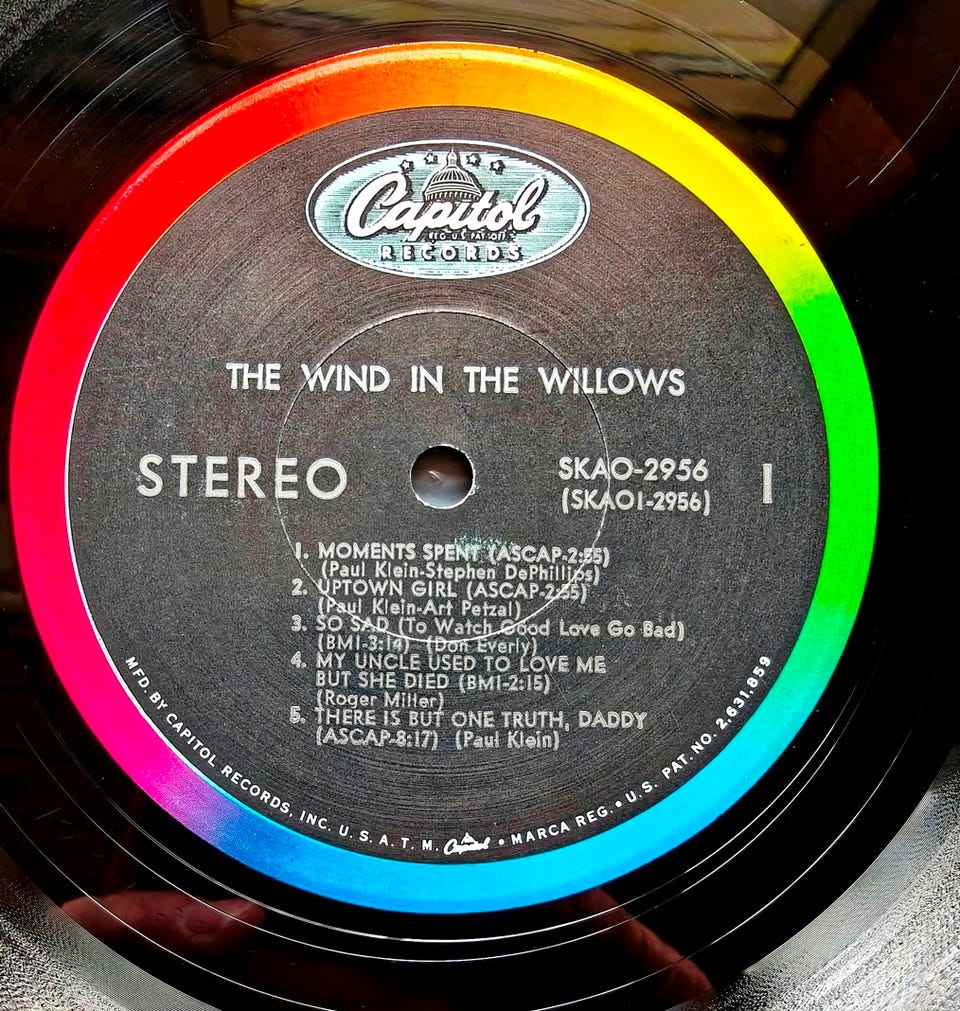 Capitol
REG. U.S. PAT. OFF.
RECORDS
THE WIND IN THE WILLOWS
STEREO
SKAO-2956
(SKAO1-2956)
1
1. MOMENTS SPENT (ASCAP-2:55)
(Paul Klein-Stephen DePhillips)
2. UPTOWN GIRL (ASCAP-2:55)
(Paul Klein-Art Petzal)
3. SO SAD (To Watch Good Love Go Bad)
(BMI-3:14) (Don Everly)
4. MY UNCLE USED TO LOVE ME
BUT SHE DIED (BMI-2:15)
(Roger Miller)
5. THERE IS BUT ONE TRUTH, DADDY
(ASCAP-8:17) (Paul Klein)
MFD. BY CAPITOL RECORDS, INC. U. S. A. T. M. Capitol • MARCA REG. • U.S. PAT. NO. 2,631,859